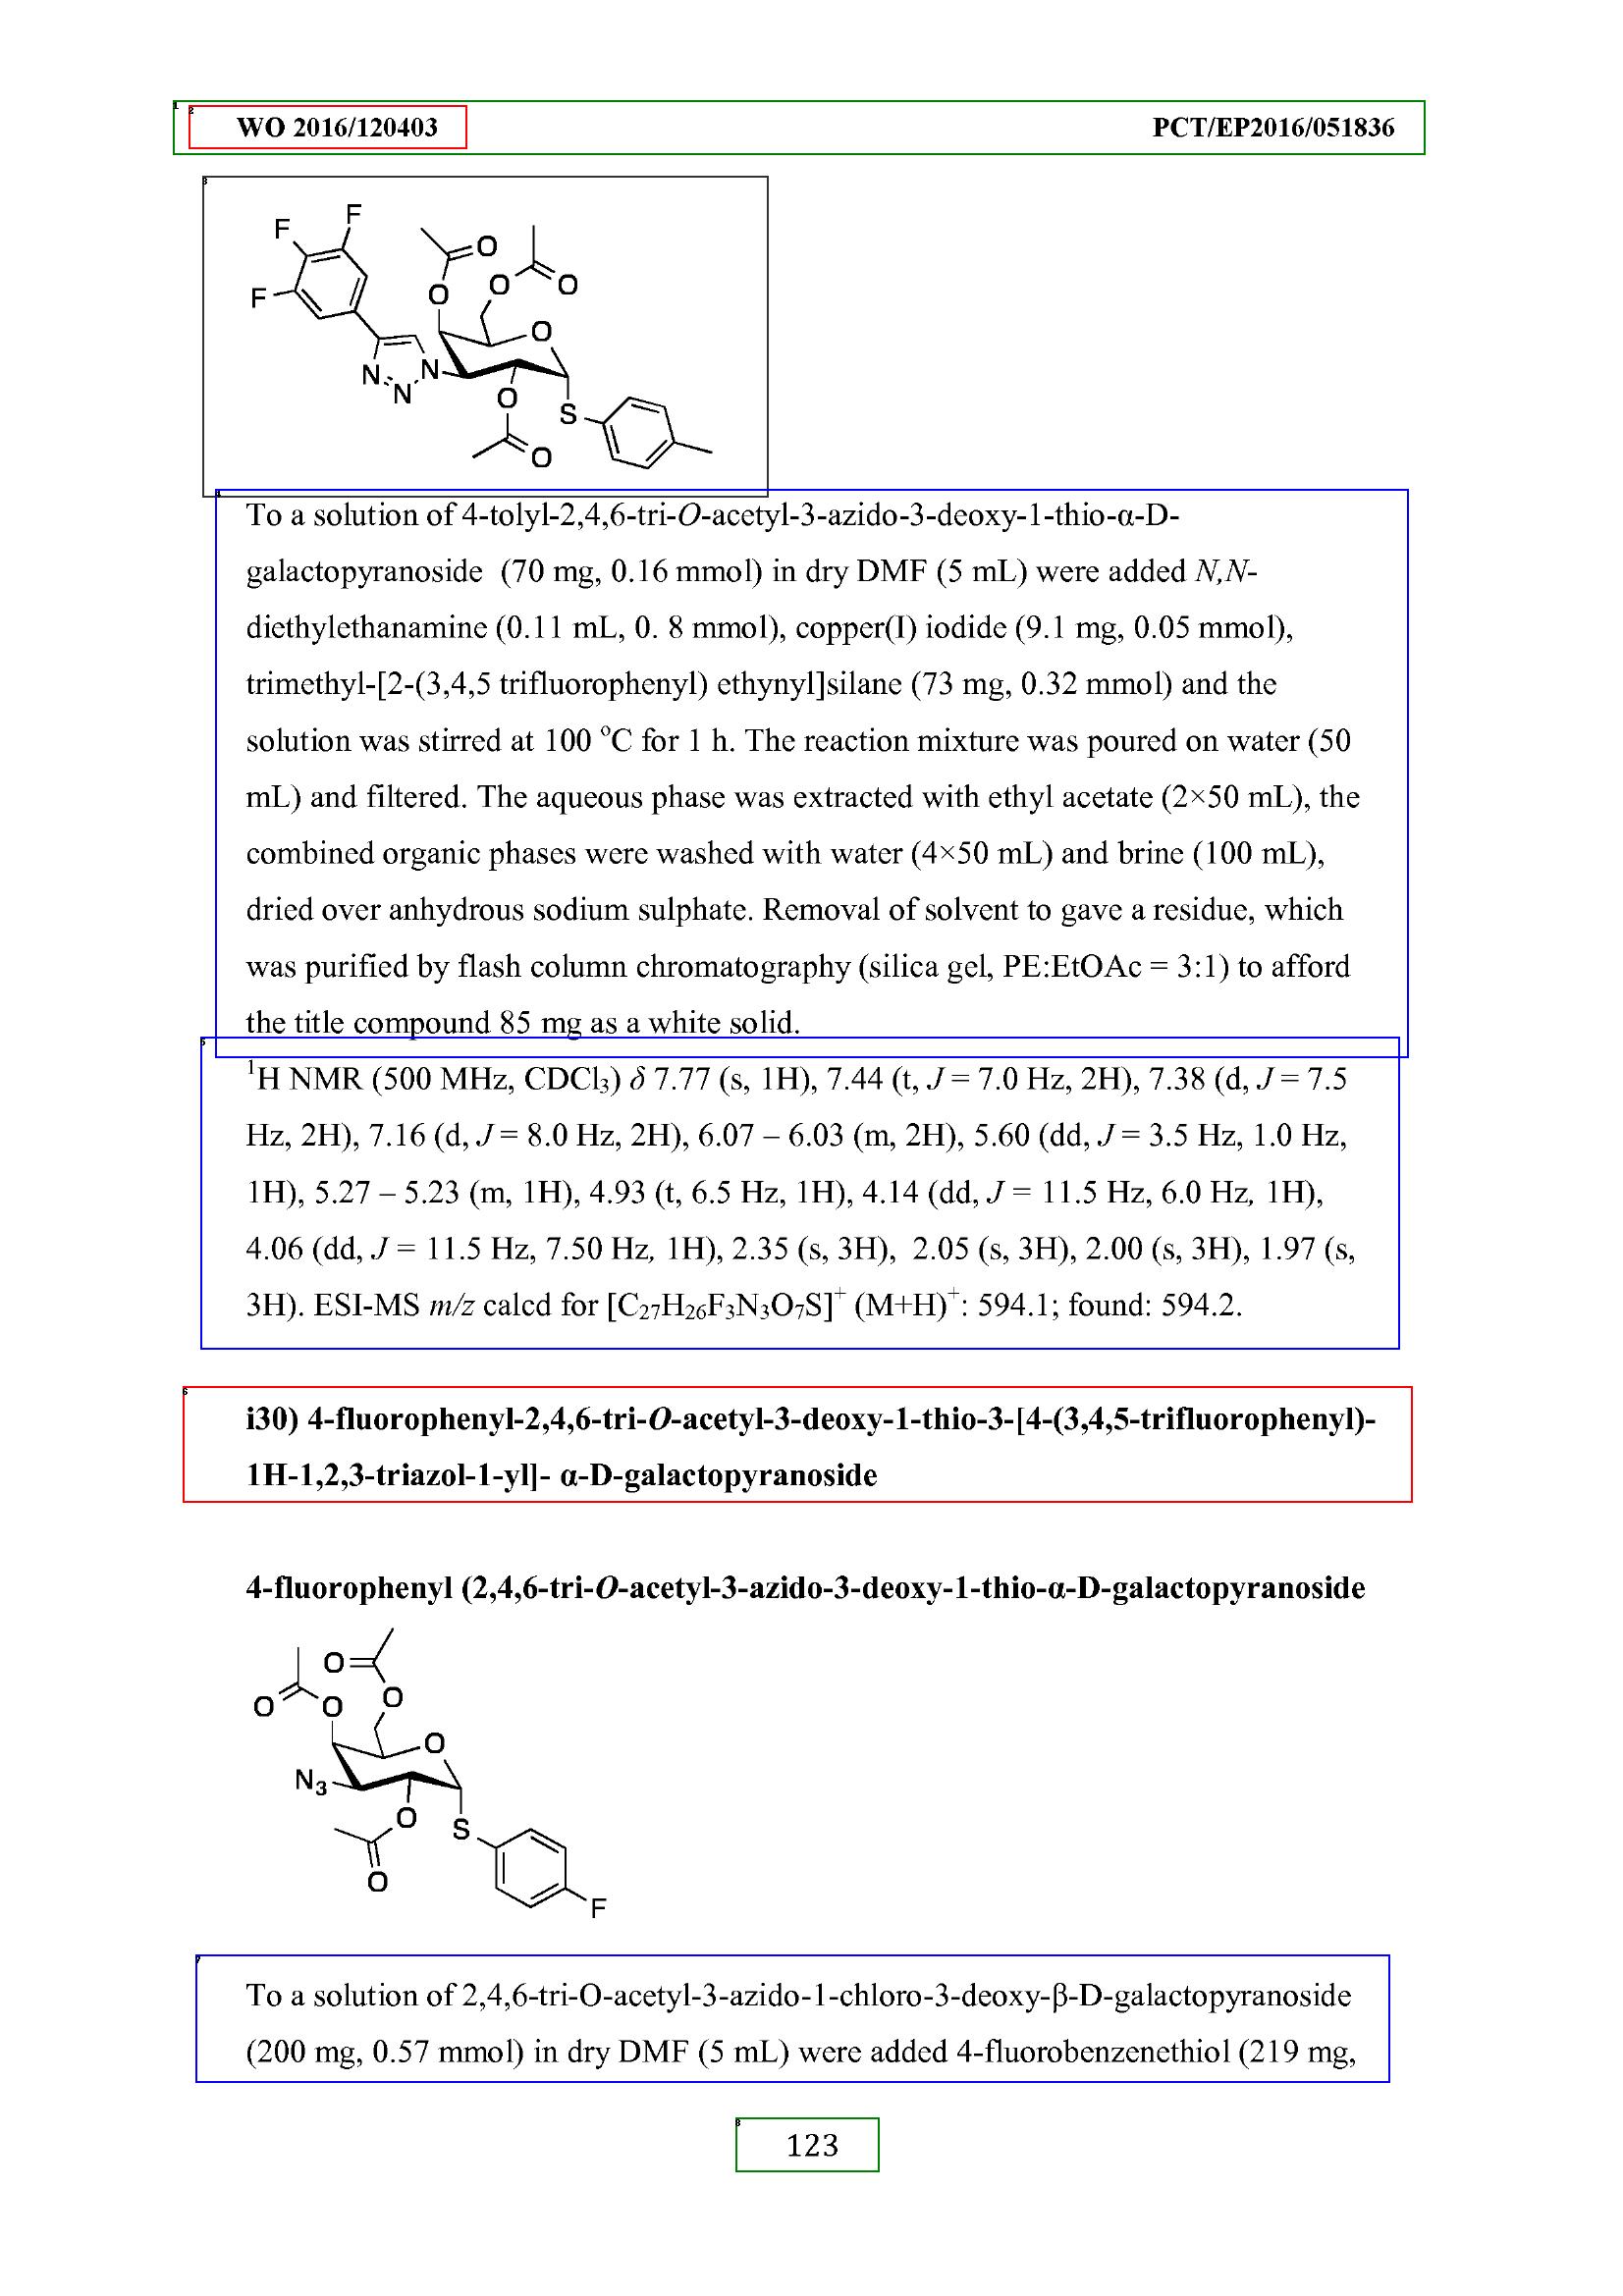 WO 2016/120403 PCT/EP2016/051836
F
F
F
O
O
O
O
O
N
N
N
O
S
O
To a solution of 4-tolyl-2,4,6-tri-O-acetyl-3-azido-3-deoxy-1-thio-α-D-
galactopyranoside (70 mg, 0.16 mmol) in dry DMF (5 mL) were added N,N-
diethylethanamine (0.11 mL, 0. 8 mmol), copper(I) iodide (9.1 mg, 0.05 mmol),
trimethyl-[2-(3,4,5 trifluorophenyl) ethynyl]silane (73 mg, 0.32 mmol) and the
solution was stirred at 100 °C for 1 h. The reaction mixture was poured on water (50
mL) and filtered. The aqueous phase was extracted with ethyl acetate (2×50 mL), the
combined organic phases were washed with water (4×50 mL) and brine (100 mL),
dried over anhydrous sodium sulphate. Removal of solvent to gave a residue, which
was purified by flash column chromatography (silica gel, PE:EtOAc = 3:1) to afford
the title compound 85 mg as a white solid.
¹H NMR (500 MHz, CDCl₃) δ 7.77 (s, 1H), 7.44 (t, J = 7.0 Hz, 2H), 7.38 (d, J = 7.5
Hz, 2H), 7.16 (d, J = 8.0 Hz, 2H), 6.07 – 6.03 (m, 2H), 5.60 (dd, J = 3.5 Hz, 1.0 Hz,
1H), 5.27 – 5.23 (m, 1H), 4.93 (t, 6.5 Hz, 1H), 4.14 (dd, J = 11.5 Hz, 6.0 Hz, 1H),
4.06 (dd, J = 11.5 Hz, 7.50 Hz, 1H), 2.35 (s, 3H), 2.05 (s, 3H), 2.00 (s, 3H), 1.97 (s,
3H). ESI-MS m/z calcd for [C₂₇H₂₆F₃N₃O₇S]⁺ (M+H)⁺: 594.1; found: 594.2.
i30) 4-fluorophenyl-2,4,6-tri-O-acetyl-3-deoxy-1-thio-3-[4-(3,4,5-trifluorophenyl)-
1H-1,2,3-triazol-1-yl]- α-D-galactopyranoside
4-fluorophenyl (2,4,6-tri-O-acetyl-3-azido-3-deoxy-1-thio-α-D-galactopyranoside
O
O
O
O
O
N₃
O
S
O
F
To a solution of 2,4,6-tri-O-acetyl-3-azido-1-chloro-3-deoxy-β-D-galactopyranoside
(200 mg, 0.57 mmol) in dry DMF (5 mL) were added 4-fluorobenzenethiol (219 mg,
123